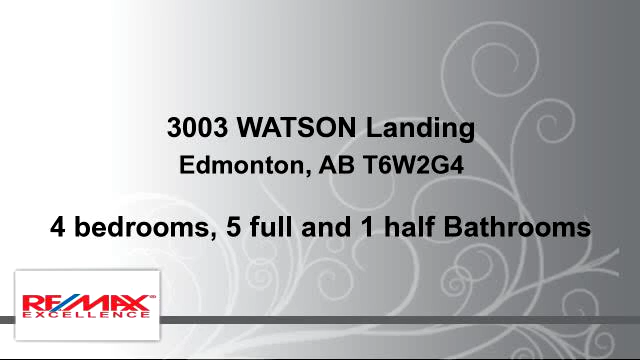 3003 WATSON Landing
Edmonton, AB T6W2G4
4 bedrooms, 5 full and 1 half Bathrooms
RE/MAX
EXCELLENCE